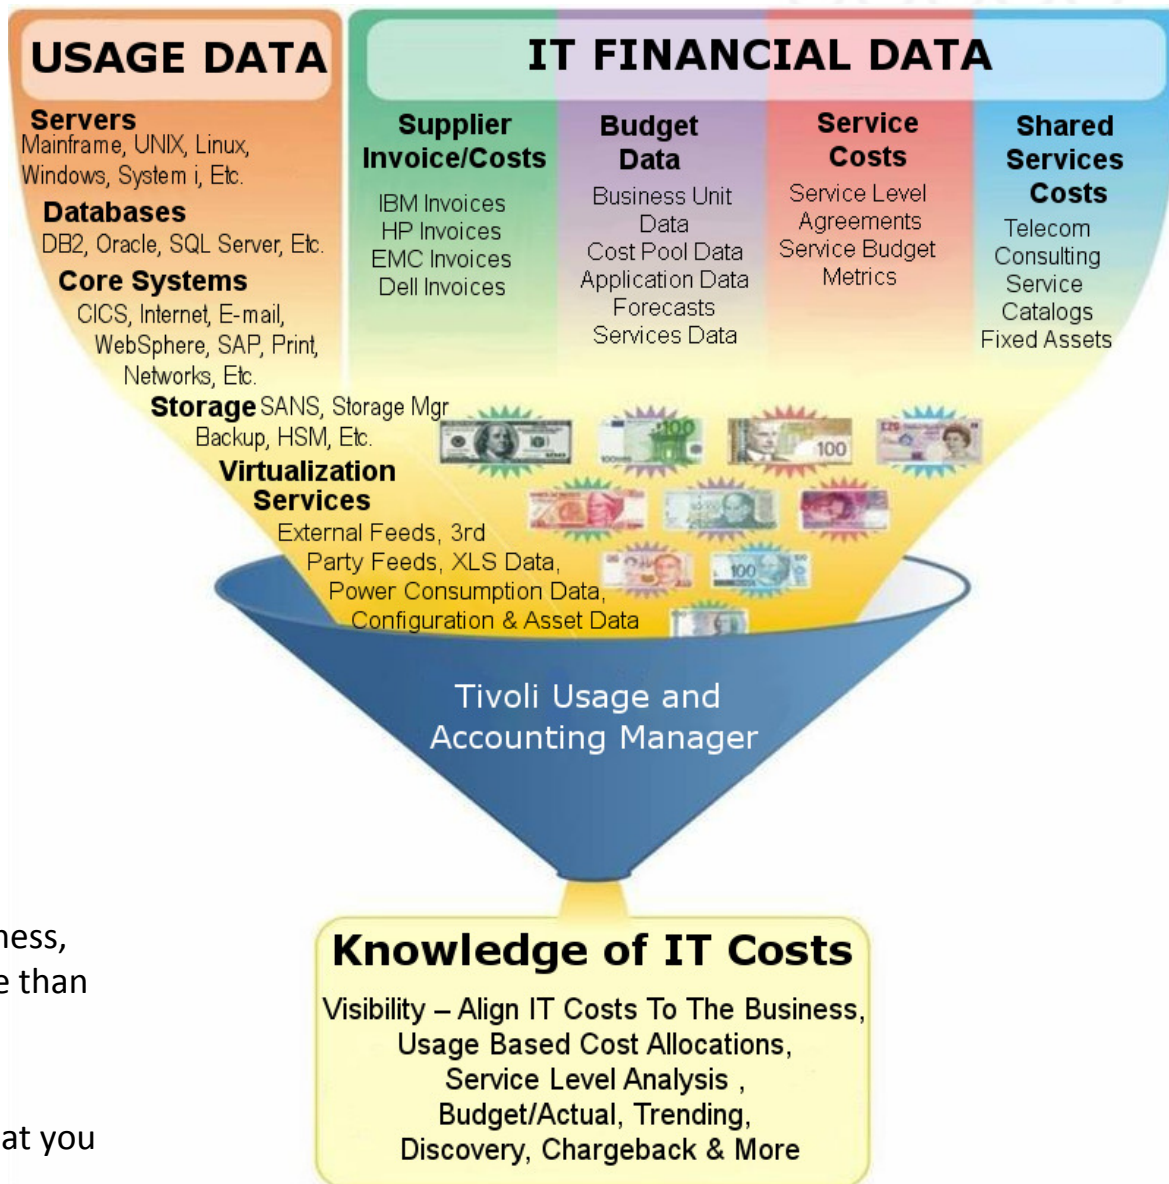 USAGE DATA
Servers
Mainframe, UNIX, Linux,
Windows, System i, Etc.
Databases
DB2, Oracle, SQL Server, Etc.
Core Systems
CICS, Internet, E-mail,
WebSphere, SAP, Print,
Networks, Etc.
Storage SANS, Storage Mgr
Backup, HSM, Etc.
Virtualization
Services
External Feeds, 3rd
Party Feeds, XLS Data,
Power Consumption Data,
Configuration & Asset Data
IT FINANCIAL DATA
Supplier
Invoice/Costs
IBM Invoices
HP Invoices
EMC Invoices
Dell Invoices
Budget
Data
Business Unit
Data
Cost Pool Data
Application Data
Forecasts
Services Data
Service
Costs
Service Level
Agreements
Service Budget
Metrics
Shared
Services
Costs
Telecom
Consulting
Service
Catalogs
Fixed Assets
100
100
£20
100
Tivoli Usage and
Accounting Manager
ness,
e than
at you
Knowledge of IT Costs
Visibility – Align IT Costs To The Business,
Usage Based Cost Allocations,
Service Level Analysis ,
Budget/Actual, Trending,
Discovery, Chargeback & More